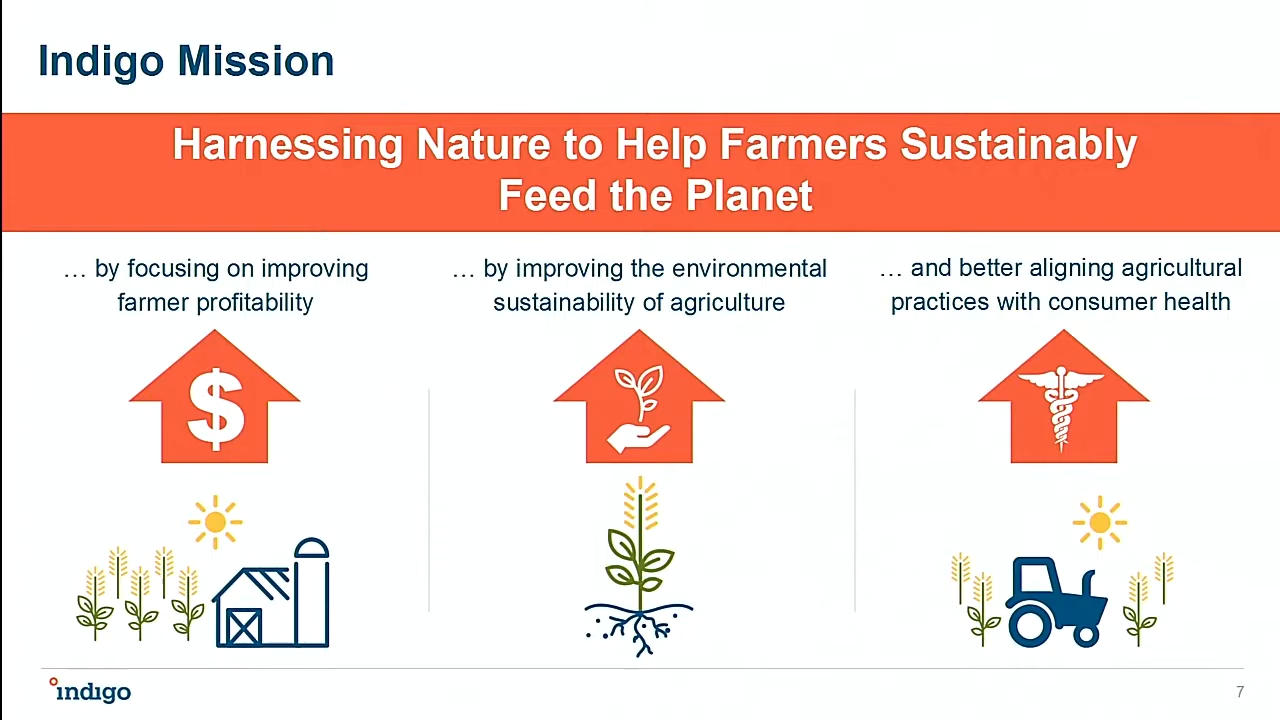 Indigo Mission
Harnessing Nature to Help Farmers Sustainably
Feed the Planet
… by focusing on improving
farmer profitability
… by improving the environmental
sustainability of agriculture
… and better aligning agricultural
practices with consumer health
$
indigo
7